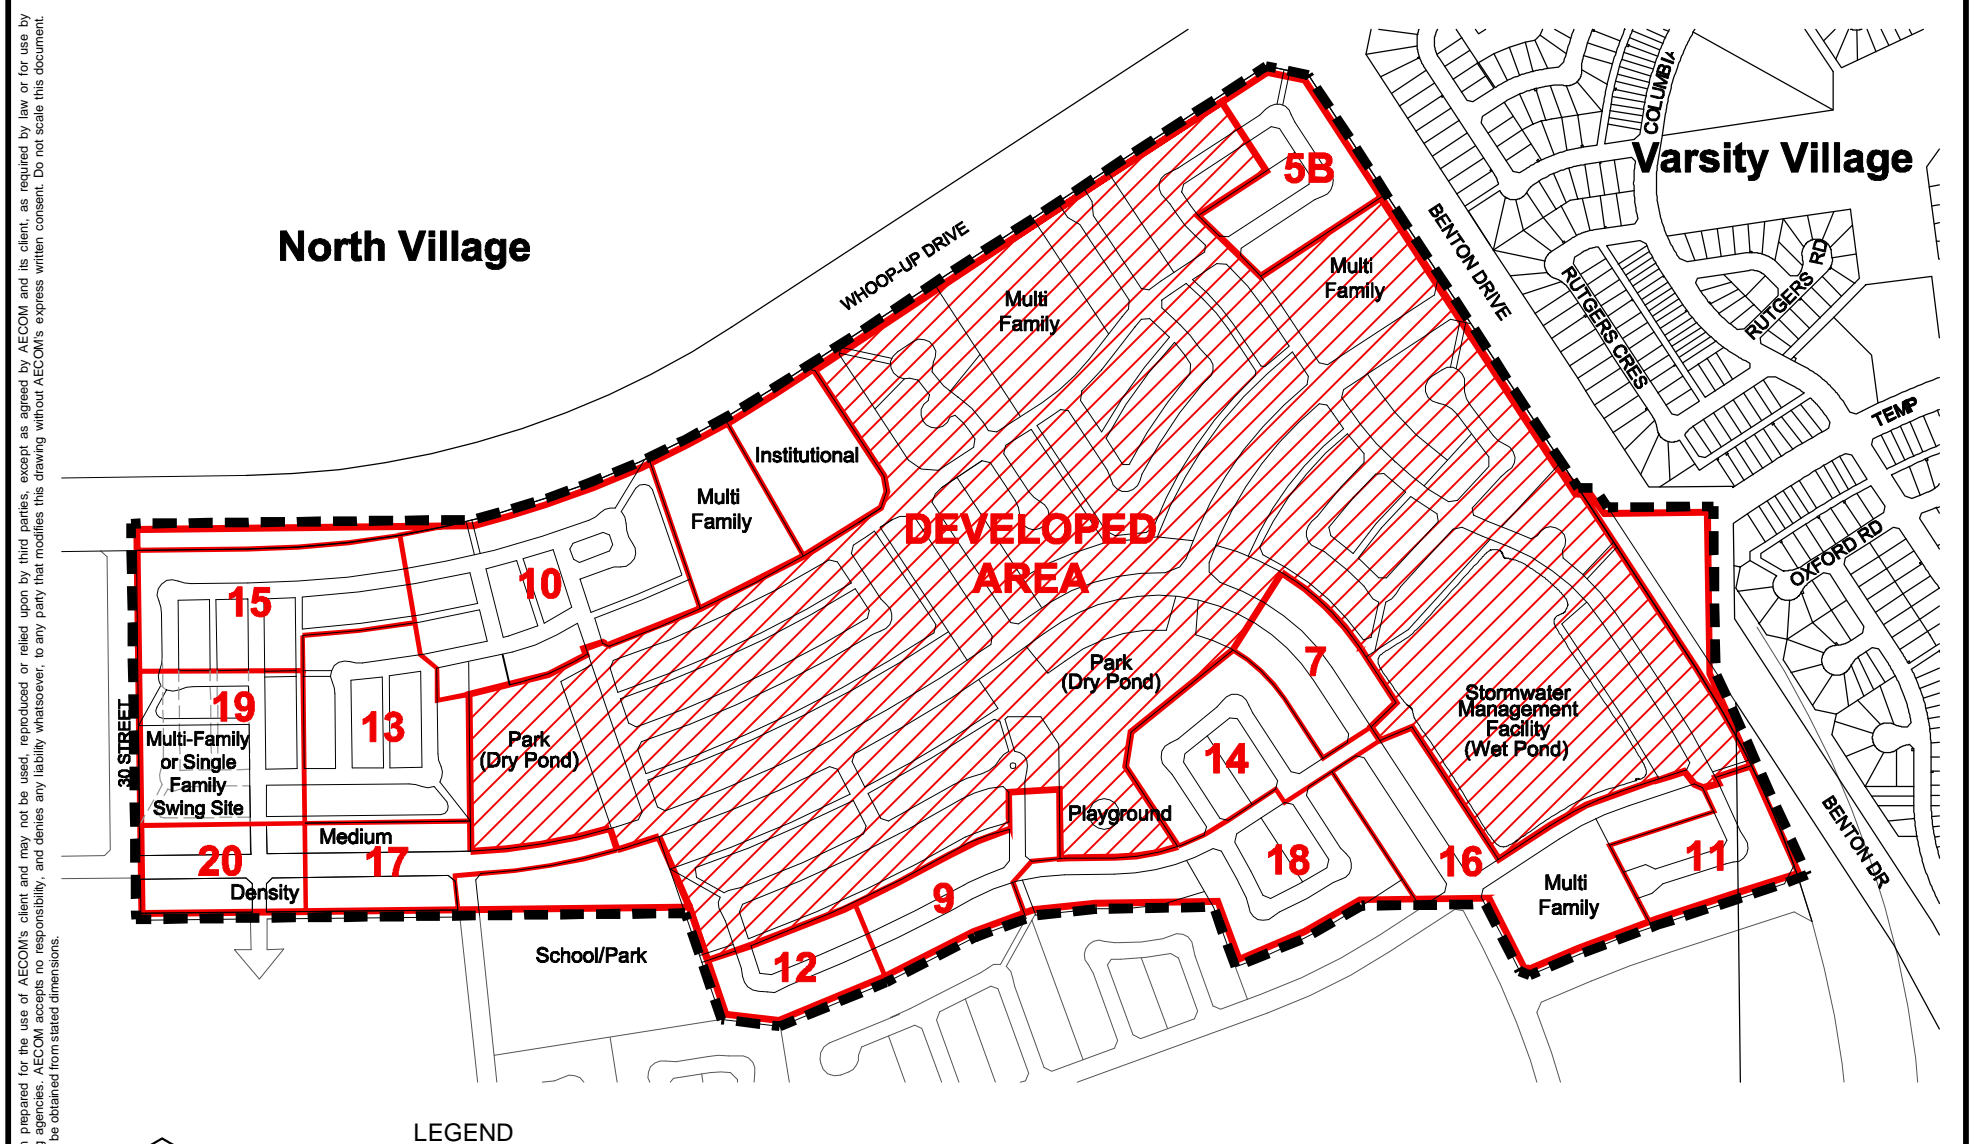 n prepared for the use of AECOM's client and may not be used, reproduced or relied upon by third parties, except as agreed by AECOM and its client, as required by law or for use by
g agencies. AECOM accepts no responsibility, and denies any liability whatsoever, to any party that modifies this drawing without AECOM's express written consent. Do not scale this document.
be obtained from stated dimensions.
North Village
Varsity Village
WHOOP-UP DRIVE
BENTON DRIVE
COLUMBIA
RUTGERS CRES
RUTGERS RD
TEMP
OXFORD RD
BENTON DR
30 STREET
5B
Multi
Family
Multi
Family
Institutional
Multi
Family
DEVELOPED
AREA
10
15
19
Multi-Family
or Single
Family
Swing Site
13
Park
(Dry Pond)
Park
(Dry Pond)
7
Stormwater
Management
Facility
(Wet Pond)
14
Playground
Medium
Density
20
17
18
16
11
Multi
Family
9
12
School/Park
LEGEND